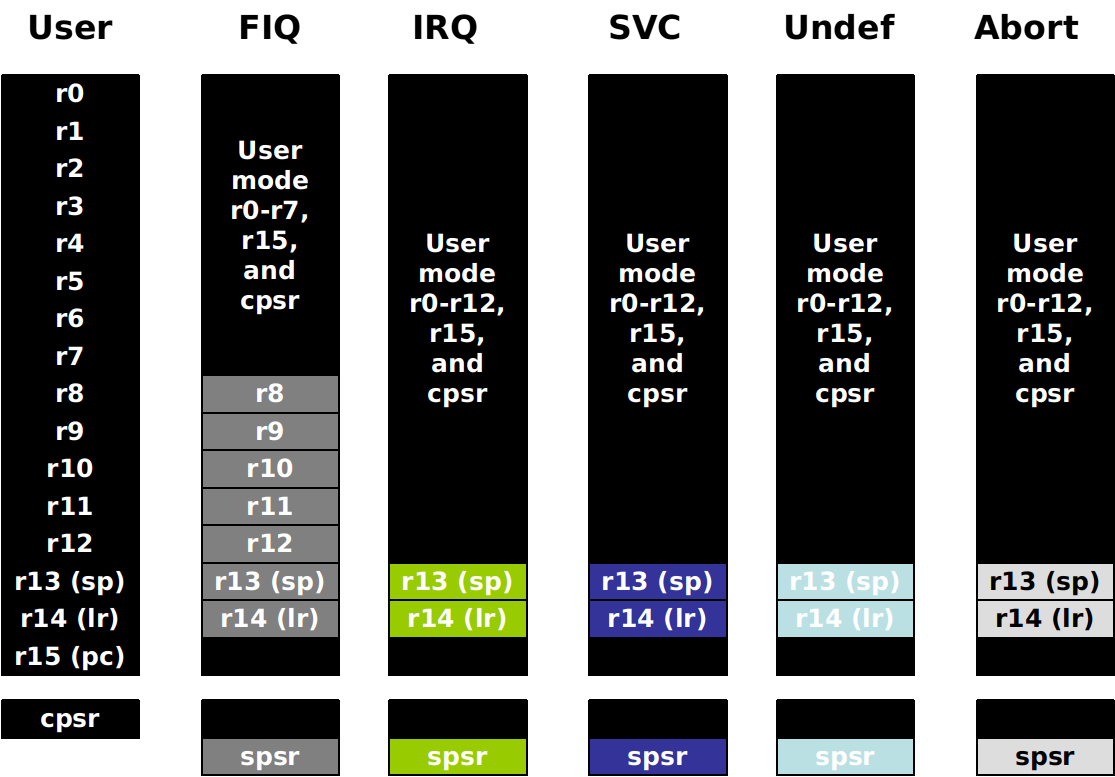 User
FIQ
IRQ
SVC
Undef
Abort
r0
r1
r2
r3
r4
r5
r6
r7
r8
r9
r10
r11
r12
r13 (sp)
r14 (lr)
r15 (pc)
cpsr
User
mode
r0-r7,
r15,
and
cpsr
r8
r9
r10
r11
r12
r13 (sp)
r14 (lr)
spsr
User
mode
r0-r12,
r15,
and
cpsr
r13 (sp)
r14 (lr)
spsr
User
mode
r0-r12,
r15,
and
cpsr
r13 (sp)
r14 (lr)
spsr
User
mode
r0-r12,
r15,
and
cpsr
r13 (sp)
r14 (lr)
spsr
User
mode
r0-r12,
r15,
and
cpsr
r13 (sp)
r14 (lr)
spsr